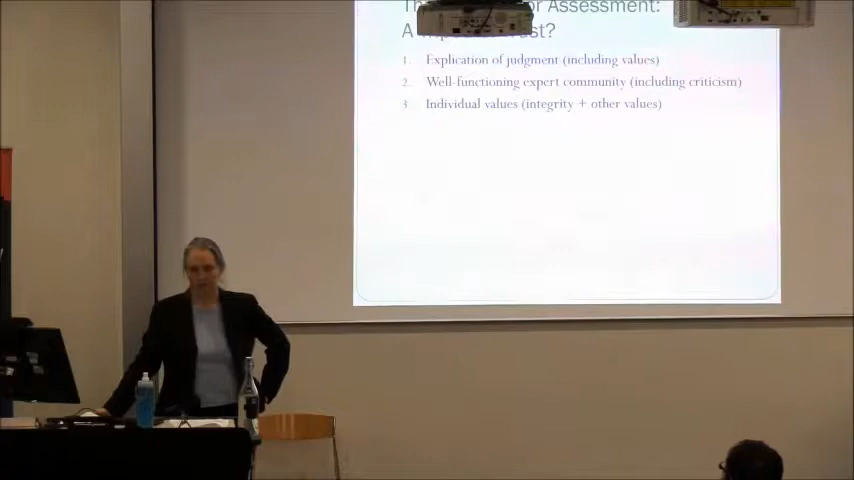 or Assessment:
1. Explication of judgment (including values)
2. Well-functioning expert community (including criticism)
3. Individual values (integrity + other values)